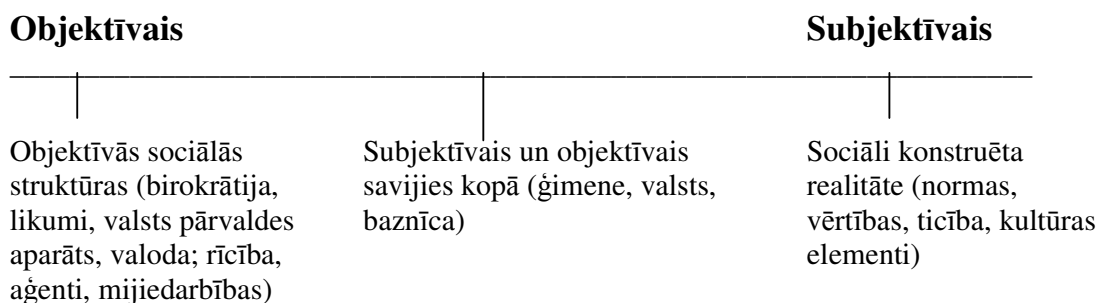 Objektīvais Subjektīvais
Objektīvās sociālās
struktūras (birokrātija,
likumi, valsts pārvaldes
aparāts, valoda; rīcība,
aģenti, mijiedarbības)
Subjektīvais un objektīvais
savijies kopā (ģimene, valsts,
baznīca)
Sociāli konstruēta
realitāte (normas,
vērtības, ticība, kultūras
elementi)